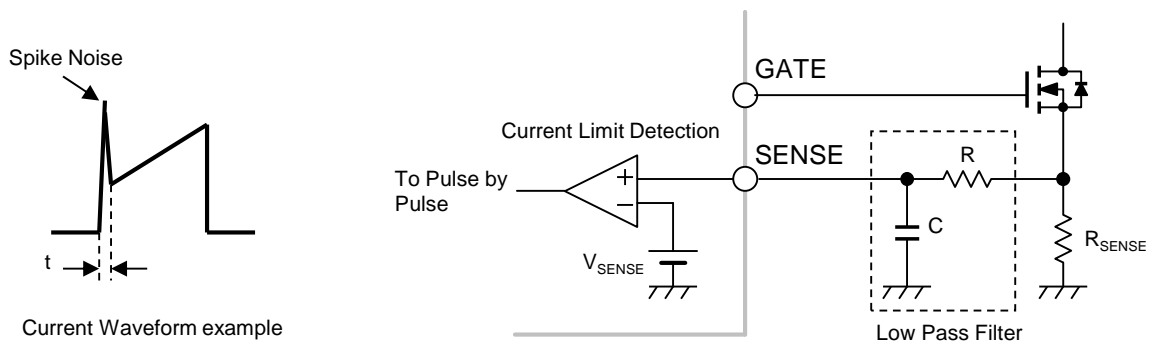 Spike Noise
t
Current Waveform example
GATE
Current Limit Detection
SENSE
To Pulse by
Pulse
+
−
V_SENSE
R
C
R_SENSE
Low Pass Filter